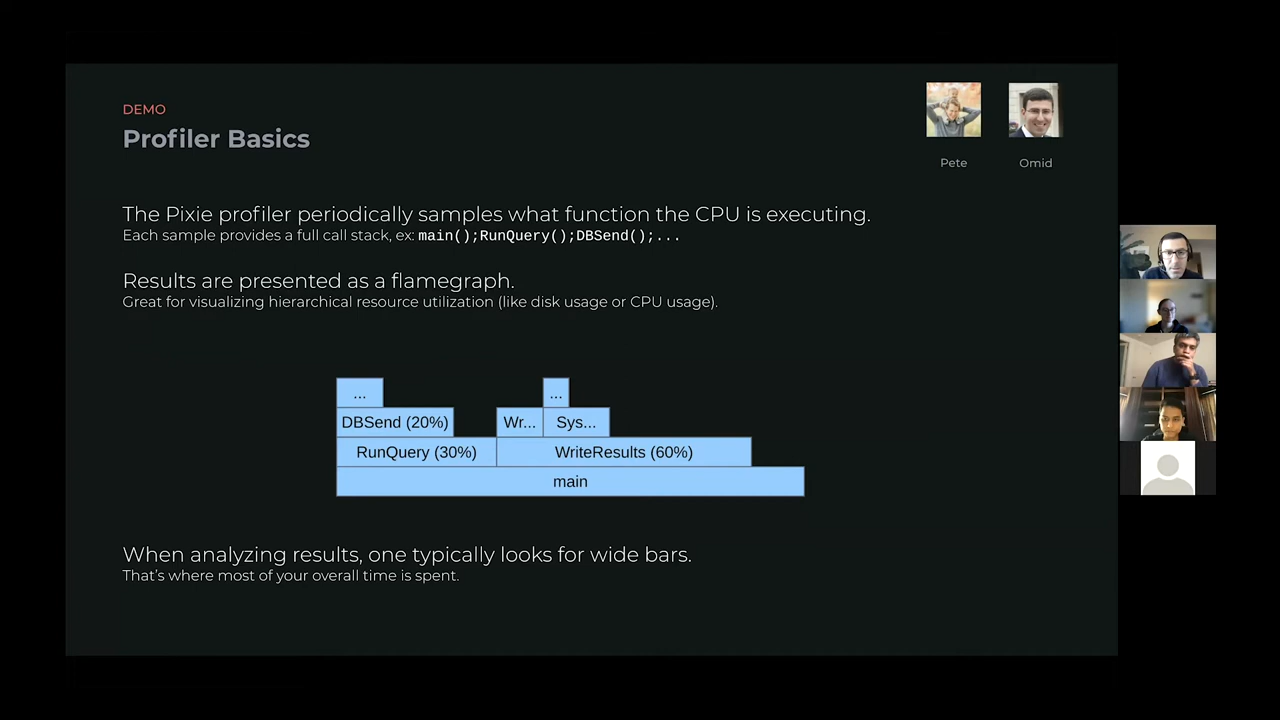 DEMO
Profiler Basics
Pete
Omid
The Pixie profiler periodically samples what function the CPU is executing.
Each sample provides a full call stack, ex: main();RunQuery();DBSend();...
Results are presented as a flamegraph.
Great for visualizing hierarchical resource utilization (like disk usage or CPU usage).
...
...
DBSend (20%)
Wr...
Sys...
RunQuery (30%)
WriteResults (60%)
main
When analyzing results, one typically looks for wide bars.
That's where most of your overall time is spent.